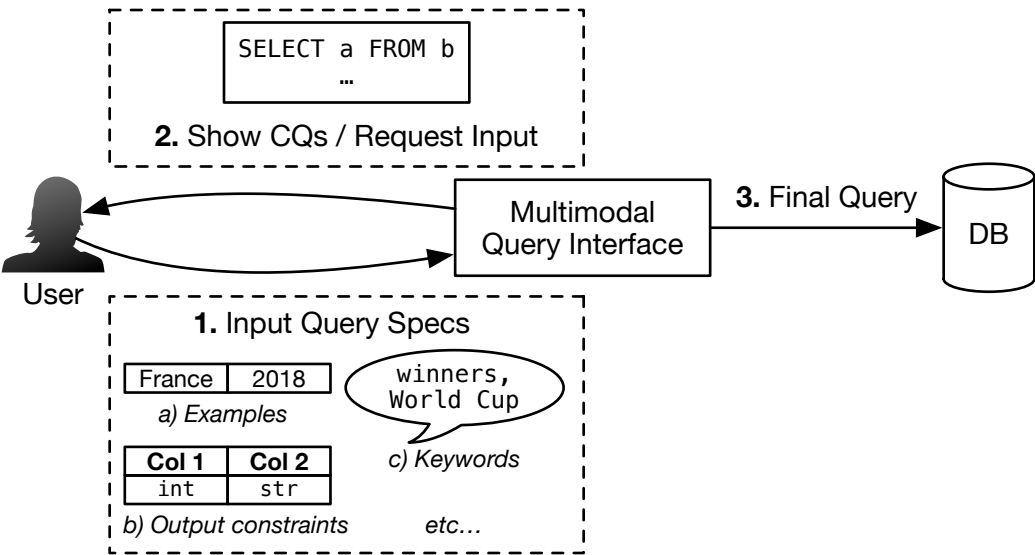 SELECT a FROM b
…
2. Show CQs / Request Input
User
Multimodal
Query Interface
3. Final Query
DB
1. Input Query Specs
France 2018
a) Examples
winners,
World Cup
c) Keywords
Col 1 Col 2
int str
b) Output constraints
etc…